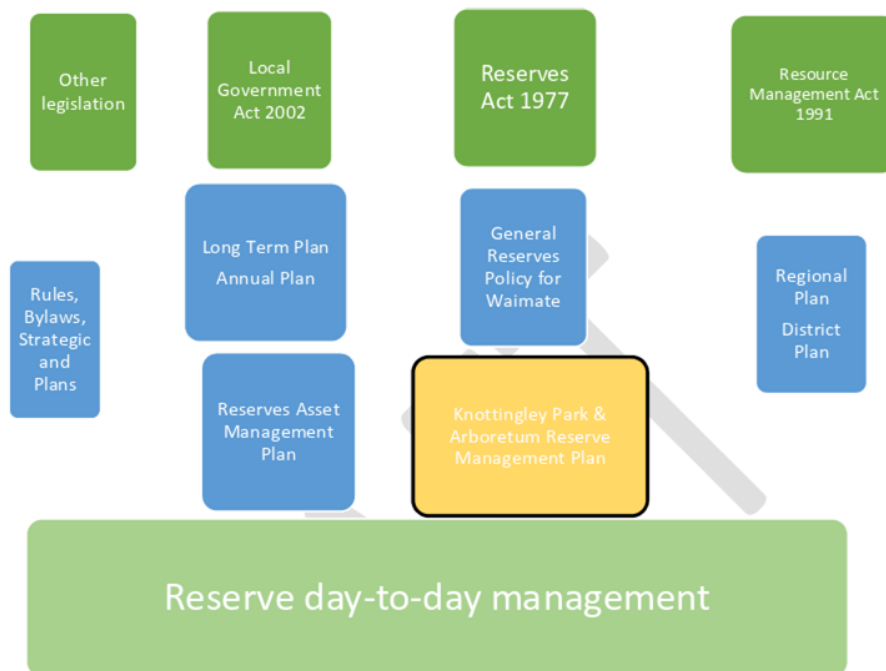 Other
legislation
Local
Government
Act 2002
Reserves
Act 1977
Resource
Management Act
1991
Long Term Plan
Annual Plan
General
Reserves
Policy for
Waimate
Regional
Plan
District
Plan
Rules,
Bylaws,
Strategic
and
Plans
Reserves Asset
Management
Plan
Knottingley Park &
Arboretum Reserve
Management Plan
Reserve day-to-day management